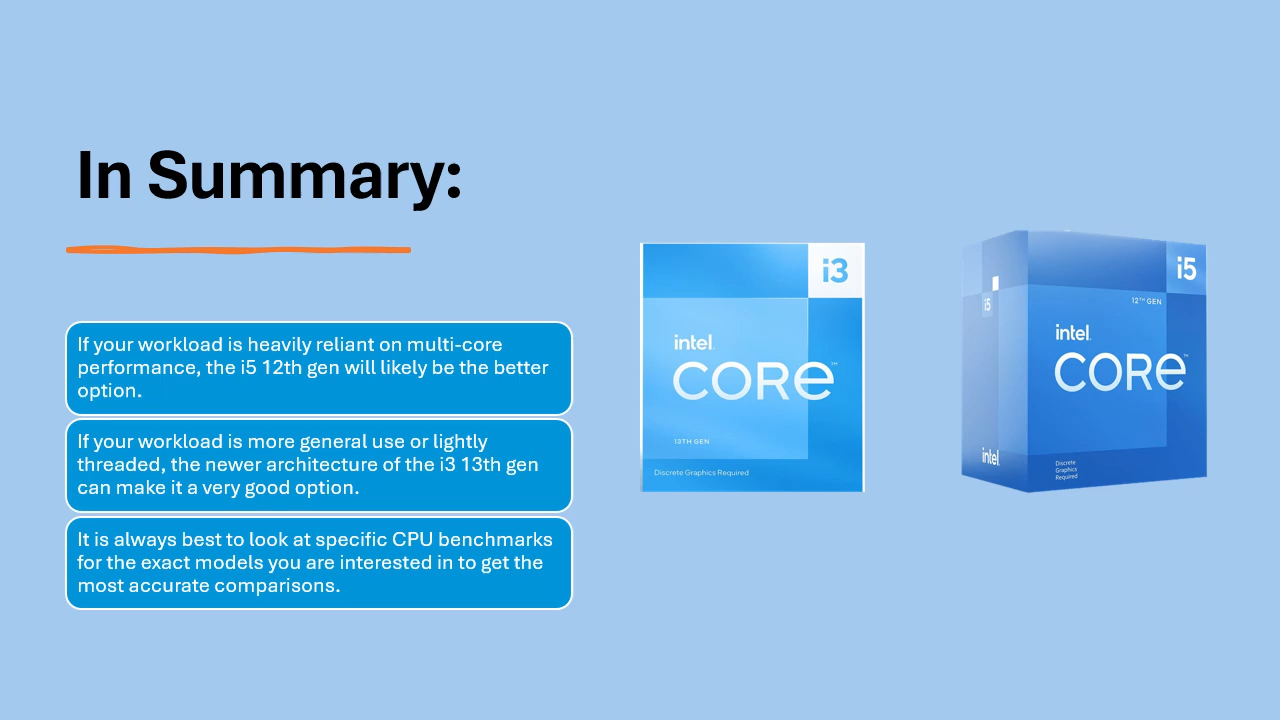 In Summary:
If your workload is heavily reliant on multi-core
performance, the i5 12th gen will likely be the better
option.
If your workload is more general use or lightly
threaded, the newer architecture of the i3 13th gen
can make it a very good option.
It is always best to look at specific CPU benchmarks
for the exact models you are interested in to get the
most accurate comparisons.
i3
intel.
CORe™
13TH GEN
Discrete Graphics Required
i5
12TH GEN
i5
intel.
CORe™
intel.
Discrete
Graphics
Required